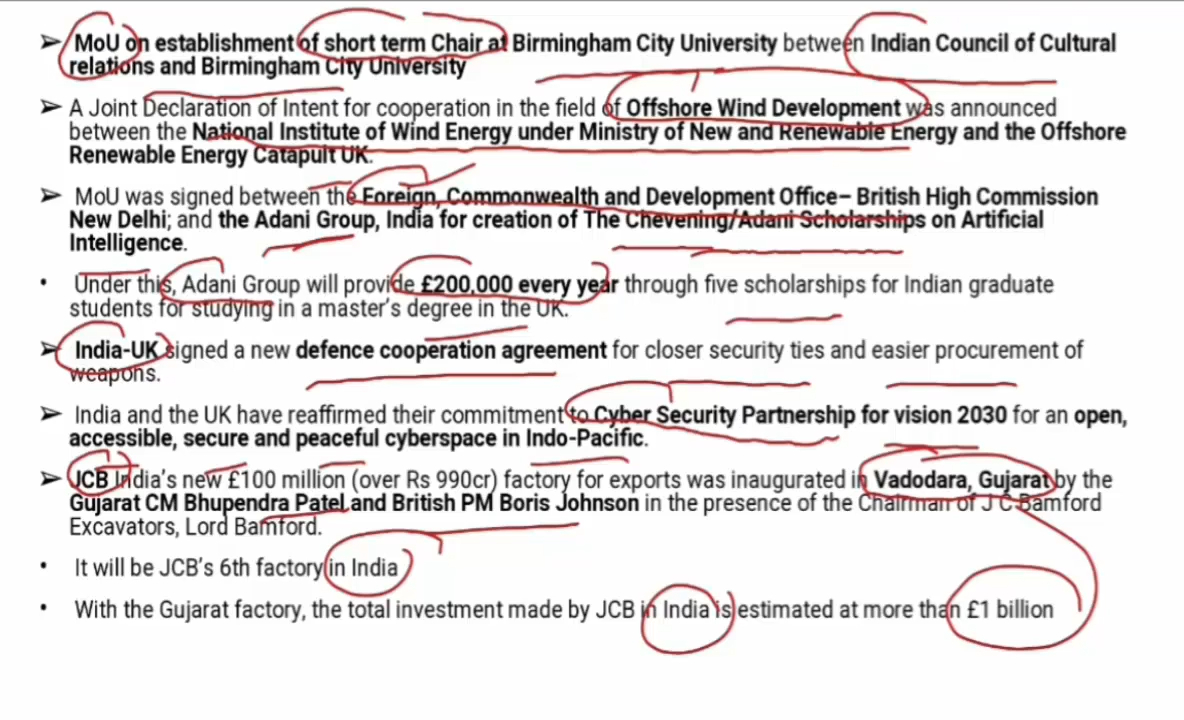 ➢ MoU on establishment of short term Chair at Birmingham City University between Indian Council of Cultural
relations and Birmingham City University
➢ A Joint Declaration of Intent for cooperation in the field of Offshore Wind Development was announced
between the National Institute of Wind Energy under Ministry of New and Renewable Energy and the Offshore
Renewable Energy Catapult UK.
➢ MoU was signed between the Foreign, Commonwealth and Development Office– British High Commission
New Delhi; and the Adani Group, India for creation of The Chevening/Adani Scholarships on Artificial
Intelligence.
• Under this, Adani Group will provide £200,000 every year through five scholarships for Indian graduate
students for studying in a master's degree in the UK.
➢ India-UK signed a new defence cooperation agreement for closer security ties and easier procurement of
weapons.
➢ India and the UK have reaffirmed their commitment to Cyber Security Partnership for vision 2030 for an open,
accessible, secure and peaceful cyberspace in Indo-Pacific.
➢ JCB India's new £100 million (over Rs 990cr) factory for exports was inaugurated in Vadodara, Gujarat by the
Gujarat CM Bhupendra Patel and British PM Boris Johnson in the presence of the Chairman of J C Bamford
Excavators, Lord Bamford.
• It will be JCB's 6th factory in India
• With the Gujarat factory, the total investment made by JCB in India is estimated at more than £1 billion